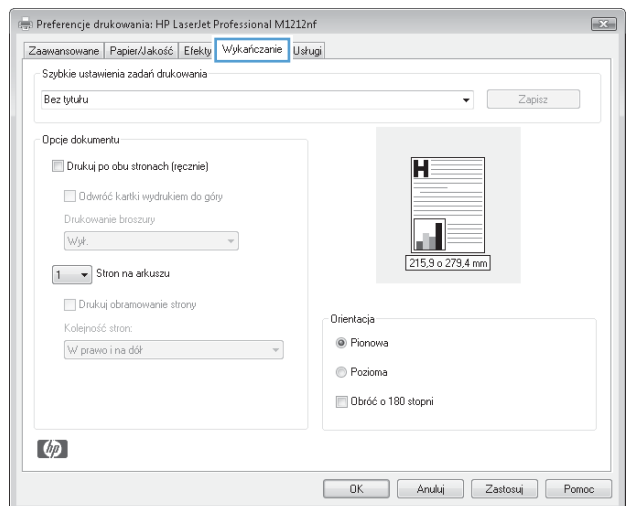 Preferencje drukowania: HP LaserJet Professional M1212nf
Zaawansowane Papier/Jakość Efekty Wykańczanie Usługi
Szybkie ustawienia zadań drukowania
Bez tytułu Zapisz
Opcje dokumentu
Drukuj po obu stronach (ręcznie)
Odwróć kartki wydrukiem do góry
Drukowanie broszury
Wył.
1 Stron na arkuszu
Drukuj obramowanie strony
Kolejność stron:
W prawo i na dół
H
215,9 o 279,4 mm
Orientacja
Pionowa
Pozioma
Obróć o 180 stopni
hp
OK Anuluj Zastosuj Pomoc